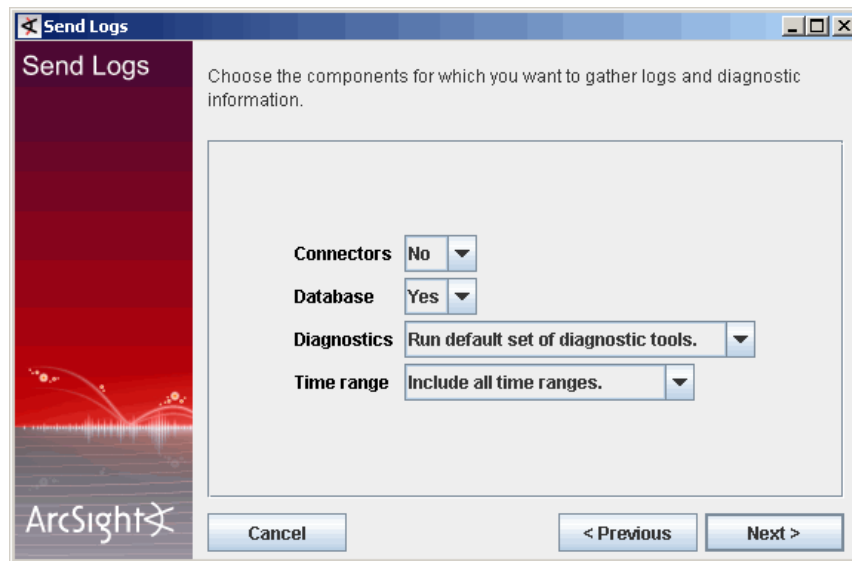 Send Logs
Send Logs
Choose the components for which you want to gather logs and diagnostic
information.
Connectors No
Database Yes
Diagnostics Run default set of diagnostic tools.
Time range Include all time ranges.
ArcSight
Cancel < Previous Next >